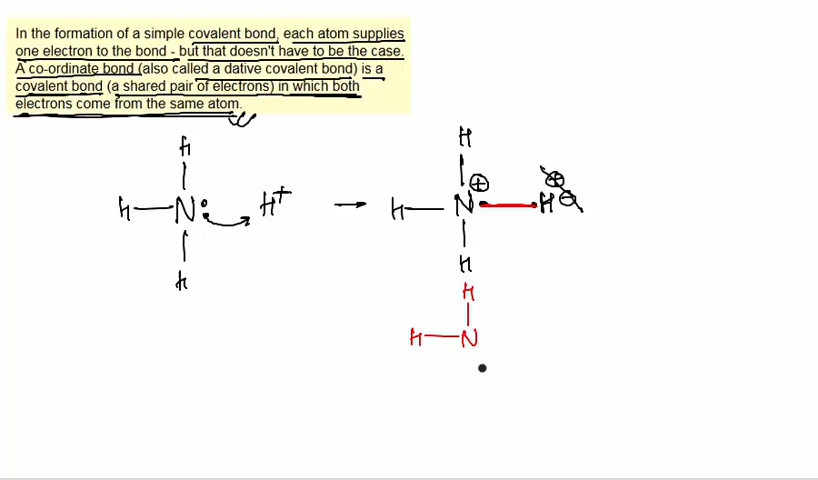 In the formation of a simple covalent bond, each atom supplies
one electron to the bond - but that doesn't have to be the case.
A co-ordinate bond (also called a dative covalent bond) is a
covalent bond (a shared pair of electrons) in which both
electrons come from the same atom.
H
H
H—N: H⁺ → H—N⊕—H ⊕ ⊖
H
H
H
H—N